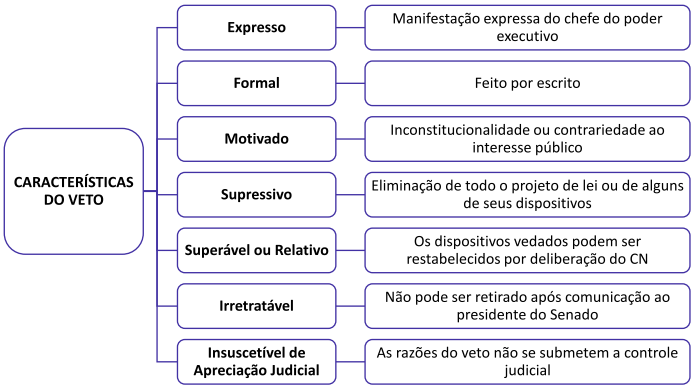 CARACTERÍSTICAS
DO VETO
Expresso
Manifestação expressa do chefe do poder
executivo
Formal
Feito por escrito
Motivado
Inconstitucionalidade ou contrariedade ao
interesse público
Supressivo
Eliminação de todo o projeto de lei ou de alguns
de seus dispositivos
Superável ou Relativo
Os dispositivos vedados podem ser
restabelecidos por deliberação do CN
Irretratável
Não pode ser retirado após comunicação ao
presidente do Senado
Insuscetível de
Apreciação Judicial
As razões do veto não se submetem a controle
judicial